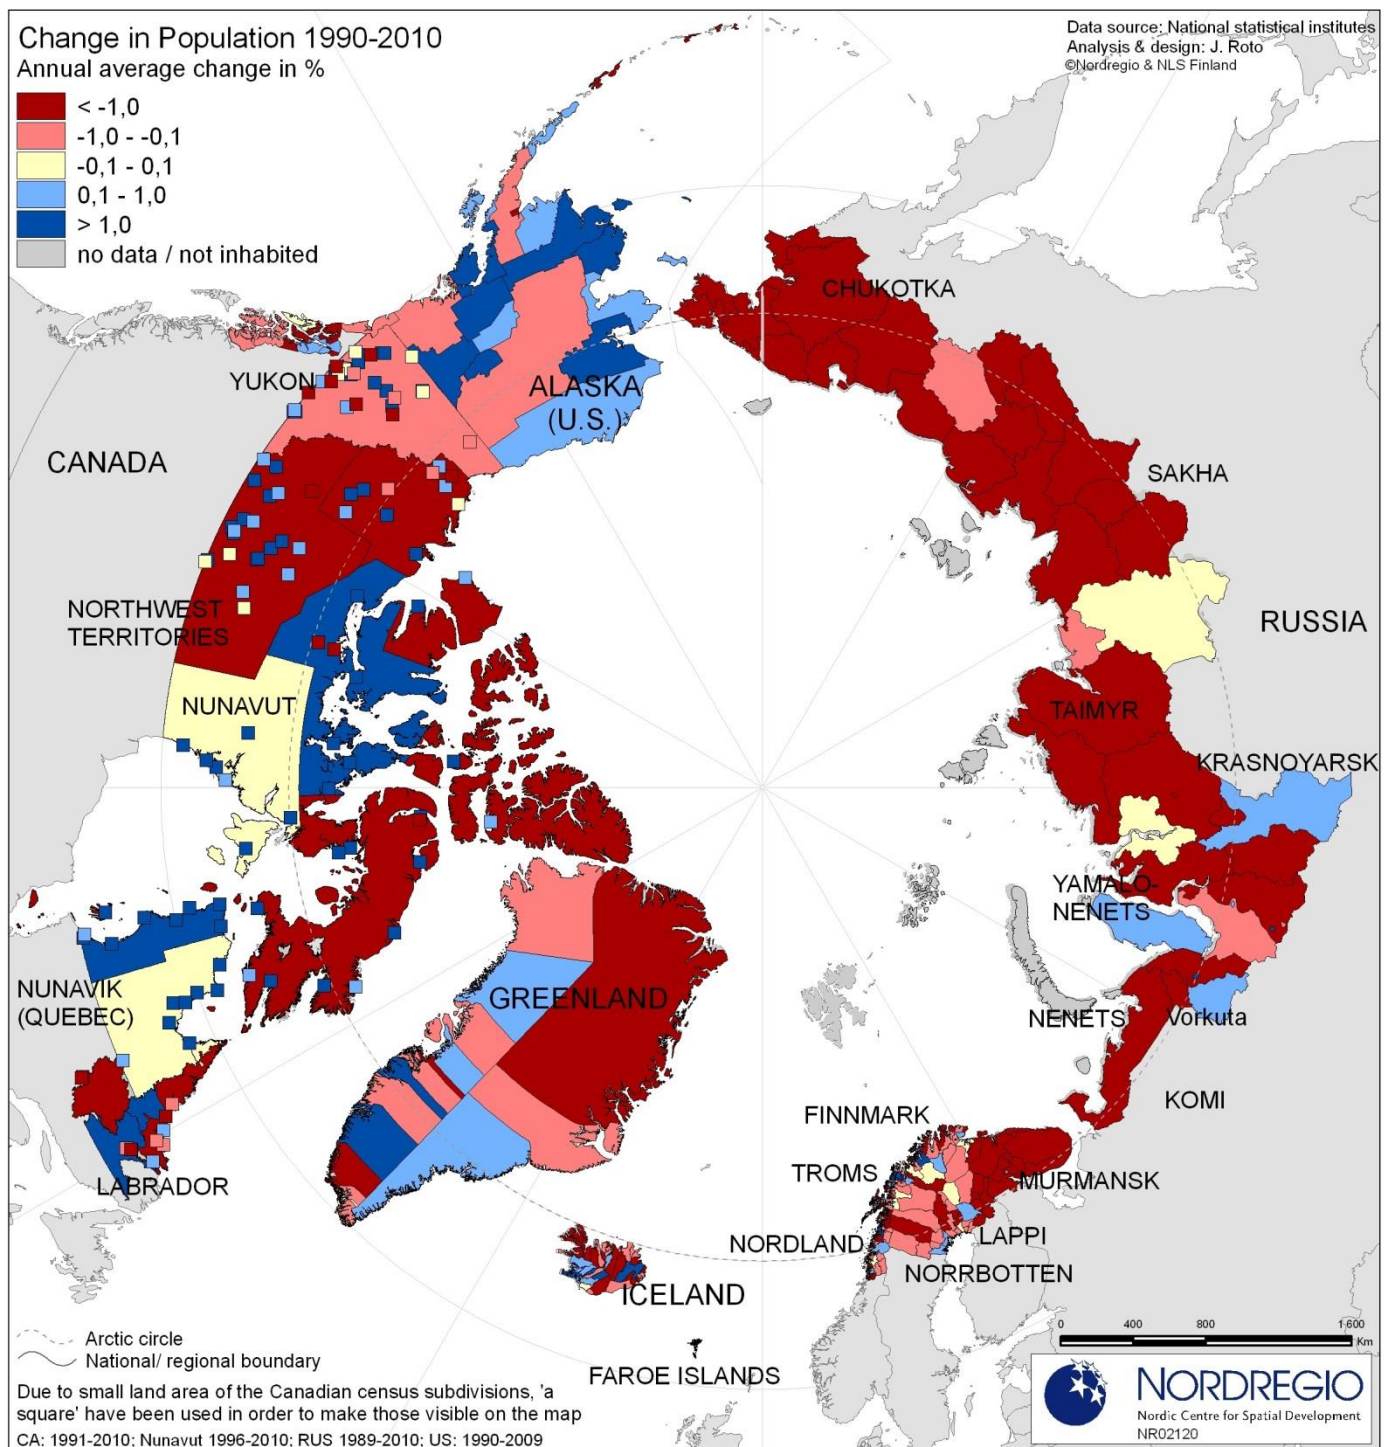 Change in Population 1990-2010
Annual average change in %
< -1,0
-1,0 - -0,1
-0,1 - 0,1
0,1 - 1,0
> 1,0
no data / not inhabited
Data source: National statistical institutes
Analysis & design: J. Roto
©Nordregio & NLS Finland
CHUKOTKA
YUKON
ALASKA
(U.S.)
CANADA
SAKHA
NORTHWEST
TERRITORIES
RUSSIA
NUNAVUT
TAIMYR
KRASNOYARSK
YAMALO-
NENETS
NUNAVIK
(QUEBEC)
GREENLAND
NENETS
Vorkuta
KOMI
FINNMARK
TROMS
MURMANSK
LABRADOR
NORDLAND
LAPPI
NORRBOTTEN
ICELAND
FAROE ISLANDS
Arctic circle
National/ regional boundary
Due to small land area of the Canadian census subdivisions, 'a
square' have been used in order to make those visible on the map
CA: 1991-2010; Nunavut 1996-2010; RUS 1989-2010; US: 1990-2009
0 400 800 1 600
Km
NORDREGIO
Nordic Centre for Spatial Development
NR02120